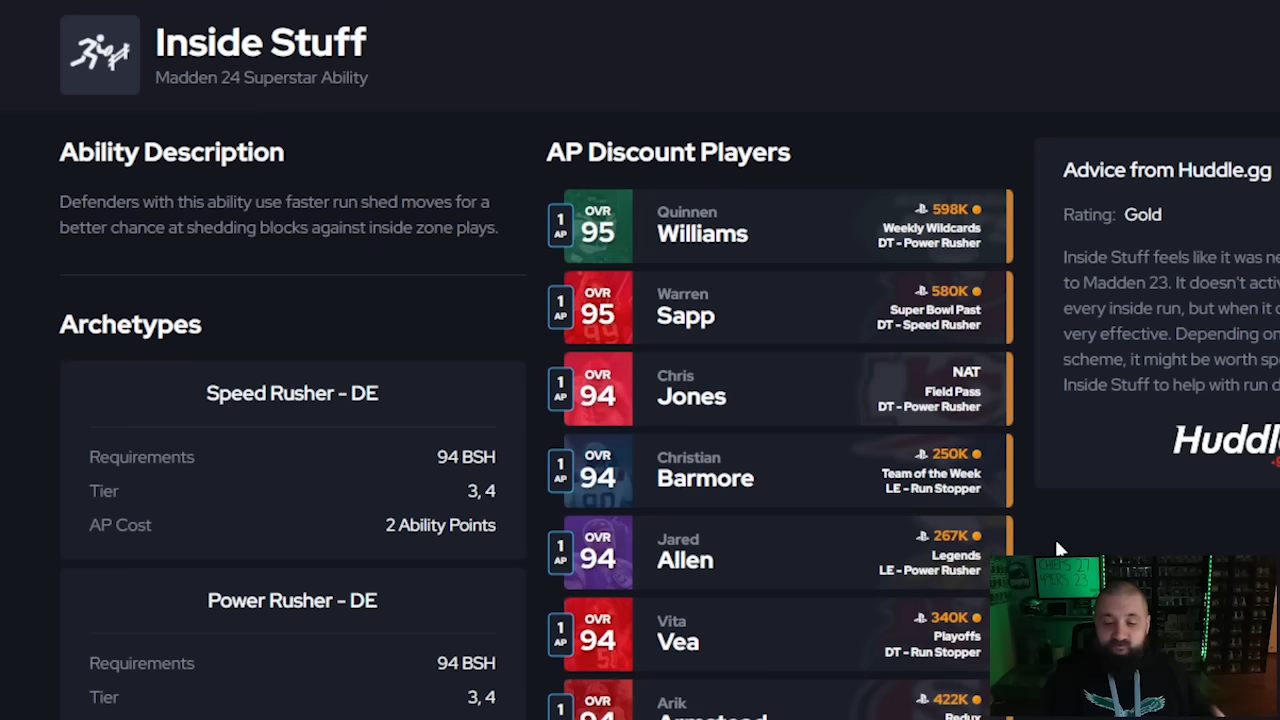 Inside Stuff
Madden 24 Superstar Ability
Ability Description
Defenders with this ability use faster run shed moves for a
better chance at shedding blocks against inside zone plays.
Archetypes
Speed Rusher - DE
Requirements 94 BSH
Tier 3, 4
AP Cost 2 Ability Points
Power Rusher - DE
Requirements 94 BSH
Tier 3, 4
AP Discount Players
1 AP OVR 95 Quinnen Williams 598K Weekly Wildcards DT - Power Rusher
1 AP OVR 95 Warren Sapp 580K Super Bowl Past DT - Speed Rusher
1 AP OVR 94 Chris Jones NAT Field Pass DT - Power Rusher
1 AP OVR 94 Christian Barmore 250K Team of the Week LE - Run Stopper
1 AP OVR 94 Jared Allen 267K Legends LE - Power Rusher
1 AP OVR 94 Vita Vea 340K Playoffs DT - Run Stopper
1 OVR 94 Arik Armstead 422K Redux
Advice from Huddle.gg
Rating: Gold
Inside Stuff feels like it was ne
to Madden 23. It doesn't activ
every inside run, but when it
very effective. Depending on
scheme, it might be worth sp
Inside Stuff to help with run d
Huddl
CHIEFS 27
49ERS 23